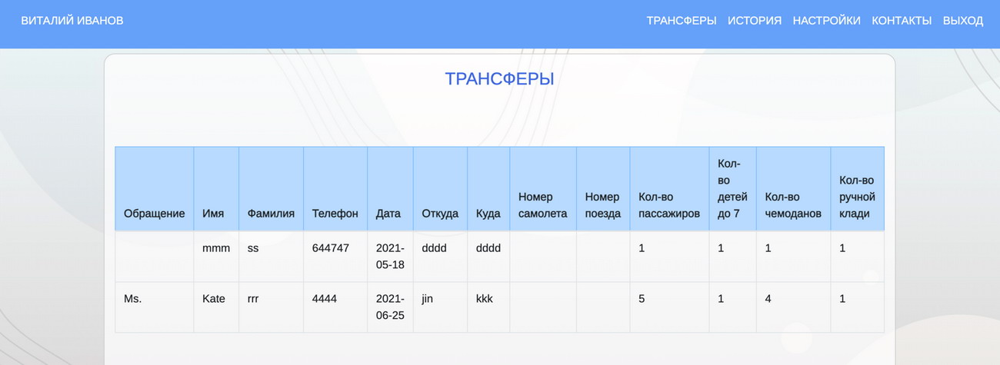 ВИТАЛИЙ ИВАНОВ ТРАНСФЕРЫ ИСТОРИЯ НАСТРОЙКИ КОНТАКТЫ ВЫХОД
ТРАНСФЕРЫ
Обращение
Имя
Фамилия
Телефон
Дата
Откуда
Куда
Номер
самолета
Номер
поезда
Кол-во
пассажиров
Кол-
во
детей
до 7
Кол-во
чемоданов
Кол-во
ручной
клади
mmm
ss
644747
2021-
05-18
dddd
dddd
1
1
1
1
Ms.
Kate
rrr
4444
2021-
06-25
jin
kkk
5
1
4
1